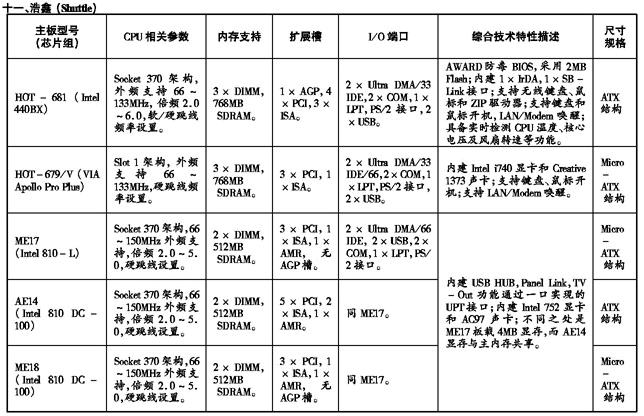 十一、浩鑫 (Shuttle)
主板型号
(芯片组)
CPU 相关参数
内存支持
扩展槽
I/O 端口
综合技术特性描述
尺寸
规格
HOT - 681 (Intel
440BX)
Socket 370 架构,
外频支持 66 ~
133MHz, 倍频 2.0
~ 6.0, 软/硬跳线
频率设置。
3 × DIMM,
768MB
SDRAM。
1 × AGP, 4
× PCI, 3 ×
ISA。
2 × Ultra DMA/33
IDE, 2 × COM, 1 ×
LPT, PS/2 接口, 2
× USB。
AWARD 防毒 BIOS, 采用 2MB
Flash; 内建 1 × IrDA, 1 × SB -
Link 接口; 支持无线键盘、鼠
标和 ZIP 驱动器; 支持键盘和
鼠标开机, LAN/Modem 唤醒;
具备实时检测 CPU 温度、核心
电压及风扇转速等功能。
ATX
结构
HOT-679/V (VIA
Apollo Pro Plus)
Slot 1 架构, 外频
支持 66 ~
133MHz, 硬跳线频
率设置。
3 × DIMM,
768MB
SDRAM。
3 × PCI, 1
× ISA。
2 × Ultra DMA/33
IDE/66, 2 × COM, 1
× LPT, PS/2 接口,
2 × USB。
内建 Intel i740 显卡和 Creative
1373 声卡; 支持键盘、鼠标开
机; 支持 LAN/Modem 唤醒。
Micro
-
ATX
结构
ME17
(Intel 810 - L)
Socket 370 架构, 66
~ 150MHz 外频支
持, 倍频 2.0 ~ 5.
0, 硬跳线设置。
2 × DIMM,
512MB
SDRAM。
3 × PCI, 1
× ISA, 1 ×
AMR, 无
AGP 槽。
2 × Ultra DMA/66
IDE, 2 × USB, 2 ×
COM, 1 × LPT, PS/
2 接口。
内建 USB HUB, Panel Link, TV
- Out 功能通过一口实现的
UPT 接口; 内建 Intel 752 显卡
和 AC97 声卡; 不同之处是
ME17 板载 4MB 显存, 而 AE14
显存与主内存共享。
Micro
-
ATX
结构
AE14
(Intel 810 DC -
100)
Socket 370 架构, 66
~ 150MHz 外频支
持, 倍频 2.0 ~ 5.
0, 硬跳线设置。
2 × DIMM,
512MB
SDRAM。
5 × PCI, 2
× ISA, 1 ×
AMR。
同 ME17。
ATX
结构
ME18
(Intel 810 DC -
100)
Socket 370 架构, 66
~ 150MHz 外频支
持, 倍频 2.0 ~ 5.
0, 硬跳线设置。
2 × DIMM,
512MB
SDRAM。
3 × PCI, 1
× ISA, 1 ×
AMR, 无
AGP 槽。
同 ME17。
Micro
-
ATX
结构